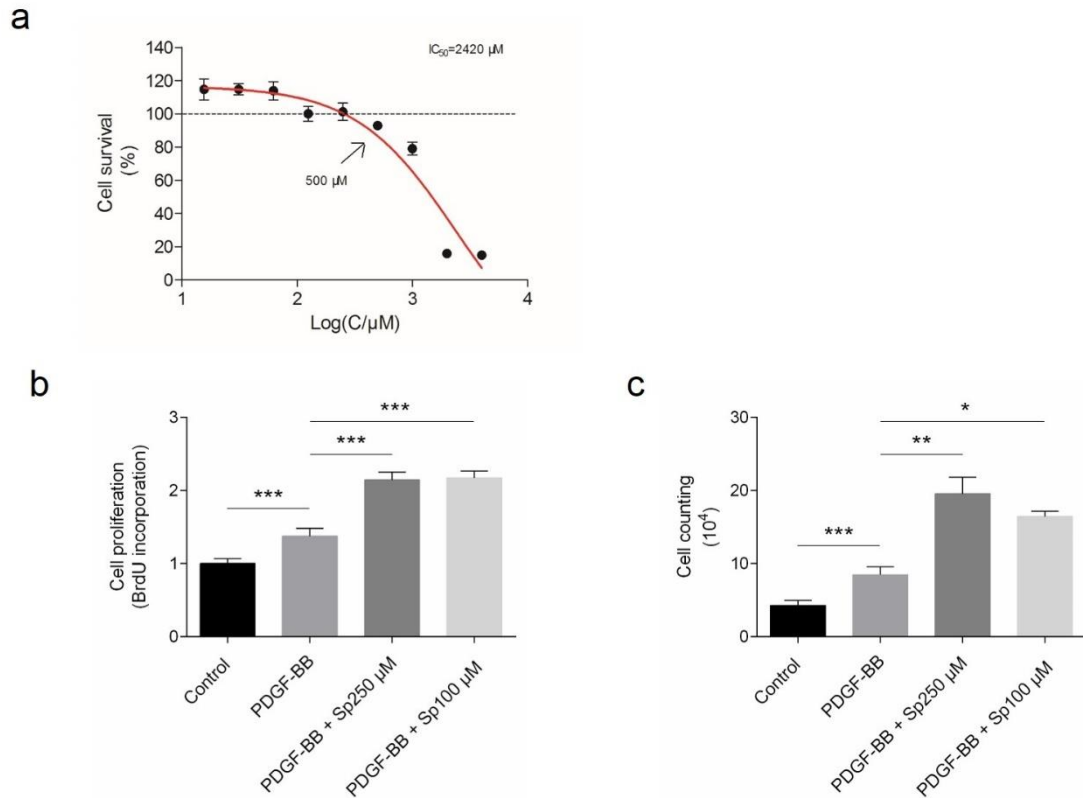 a
140
120
100
80
60
40
20
0
1
2
3
4
Cell survival
(%)
Log(C/µM)
IC50=2420 µM
500 µM
b
3
2
1
0
Cell proliferation
(BrdU incorporation)
***
***
***
Control
PDGF-BB
PDGF-BB + Sp250 µM
PDGF-BB + Sp100 µM
c
30
20
10
0
Cell counting
(10⁴)
*
**
***
Control
PDGF-BB
PDGF-BB + Sp250 µM
PDGF-BB + Sp100 µM